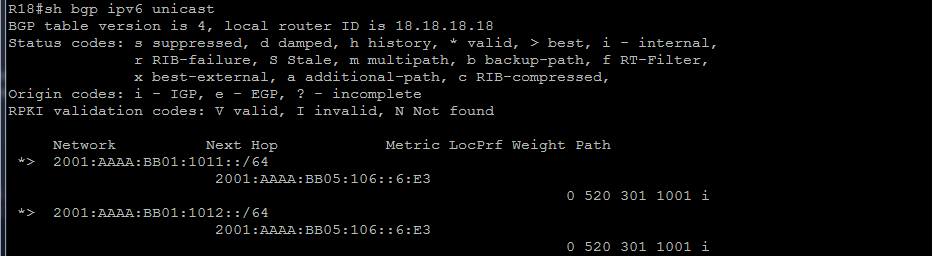 R18#sh bgp ipv6 unicast
BGP table version is 4, local router ID is 18.18.18.18
Status codes: s suppressed, d damped, h history, * valid, > best, i - internal,
              r RIB-failure, S Stale, m multipath, b backup-path, f RT-Filter,
              x best-external, a additional-path, c RIB-compressed,
Origin codes: i - IGP, e - EGP, ? - incomplete
RPKI validation codes: V valid, I invalid, N Not found

     Network          Next Hop            Metric LocPrf Weight Path
 *>  2001:AAAA:BB01:1011::/64
                       2001:AAAA:BB05:106::6:E3
                                                              0 520 301 1001 i
 *>  2001:AAAA:BB01:1012::/64
                       2001:AAAA:BB05:106::6:E3
                                                              0 520 301 1001 i